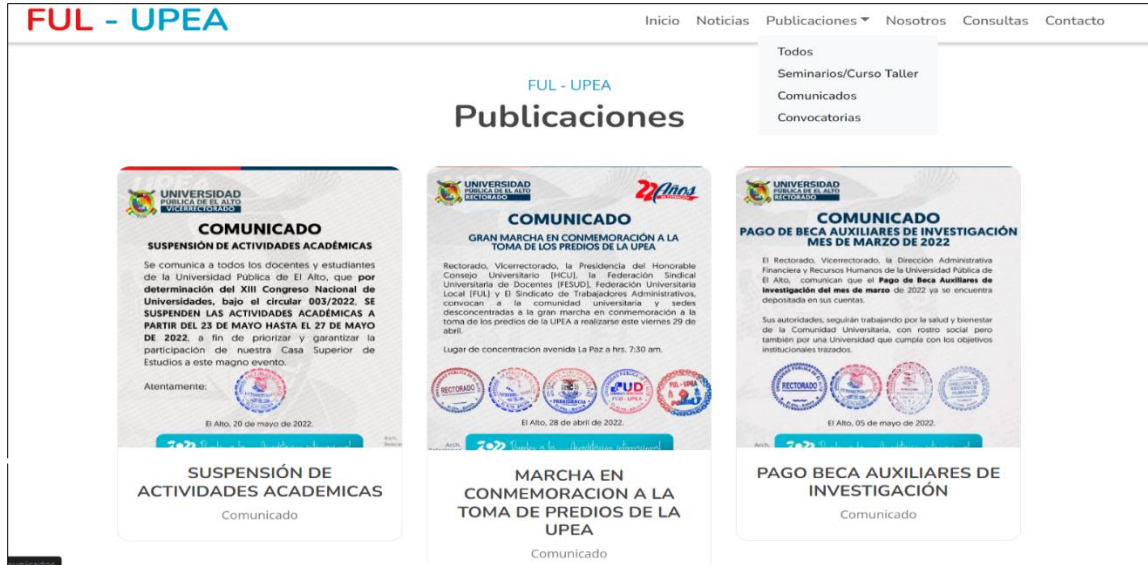 FUL - UPEA
Inicio Noticias Publicaciones Nosotros Consultas Contacto
Todos
Seminarios/Curso Taller
Comunicados
Convocatorias
FUL - UPEA
Publicaciones
UNIVERSIDAD
PÚBLICA DE EL ALTO
VICERRECTORADO
COMUNICADO
SUSPENSIÓN DE ACTIVIDADES ACADÉMICAS
Se comunica a todos los docentes y estudiantes
de la Universidad Pública de El Alto, que por
determinación del XIII Congreso Nacional de
Universidades, bajo el circular 003/2022, SE
SUSPENDEN LAS ACTIVIDADES ACADÉMICAS A
PARTIR DEL 23 DE MAYO HASTA EL 27 DE MAYO
DE 2022, a fin de priorizar y garantizar la
participación de nuestra Casa Superior de
Estudios a este magno evento.
Atentamente:
El Alto, 20 de mayo de 2022.
SUSPENSIÓN DE
ACTIVIDADES ACADEMICAS
Comunicado
UNIVERSIDAD
PÚBLICA DE EL ALTO
RECTORADO
22 Años
COMUNICADO
GRAN MARCHA EN CONMEMORACIÓN A LA
TOMA DE LOS PREDIOS DE LA UPEA
Rectorado, Vicerrectorado, la Presidencia del Honorable
Consejo Universitario [HCU], la Federación Sindical
Universitaria de Docentes [FESUD], Federación Universitaria
Local [FUL] y El Sindicato de Trabajadores Administrativos,
convocan a la comunidad universitaria y sedes
desconcentradas a la gran marcha en conmemoración a la
toma de los predios de la UPEA a realizarse este viernes 29 de
abril.
Lugar de concentración avenida La Paz a hrs. 7:30 am.
RECTORADO
PRESIDENCIA
FUL - UPEA
El Alto, 28 de abril de 2022.
MARCHA EN
CONMEMORACION A LA
TOMA DE PREDIOS DE LA
UPEA
Comunicado
UNIVERSIDAD
PÚBLICA DE EL ALTO
RECTORADO
COMUNICADO
PAGO DE BECA AUXILIARES DE INVESTIGACIÓN
MES DE MARZO DE 2022
El Rectorado, Vicerrectorado, la Dirección Administrativa
Financiera y Recursos Humanos de la Universidad Pública de
El Alto, comunican que el Pago de Beca Auxiliares de
investigación del mes de marzo de 2022 ya se encuentra
depositada en sus cuentas.
Sus autoridades, seguirán trabajando por la salud y bienestar
de la Comunidad Universitaria, con rostro social pero
también por una Universidad que cumpla con los objetivos
institucionales trazados.
RECTORADO
El Alto, 05 de mayo de 2022.
PAGO BECA AUXILIARES DE
INVESTIGACIÓN
Comunicado